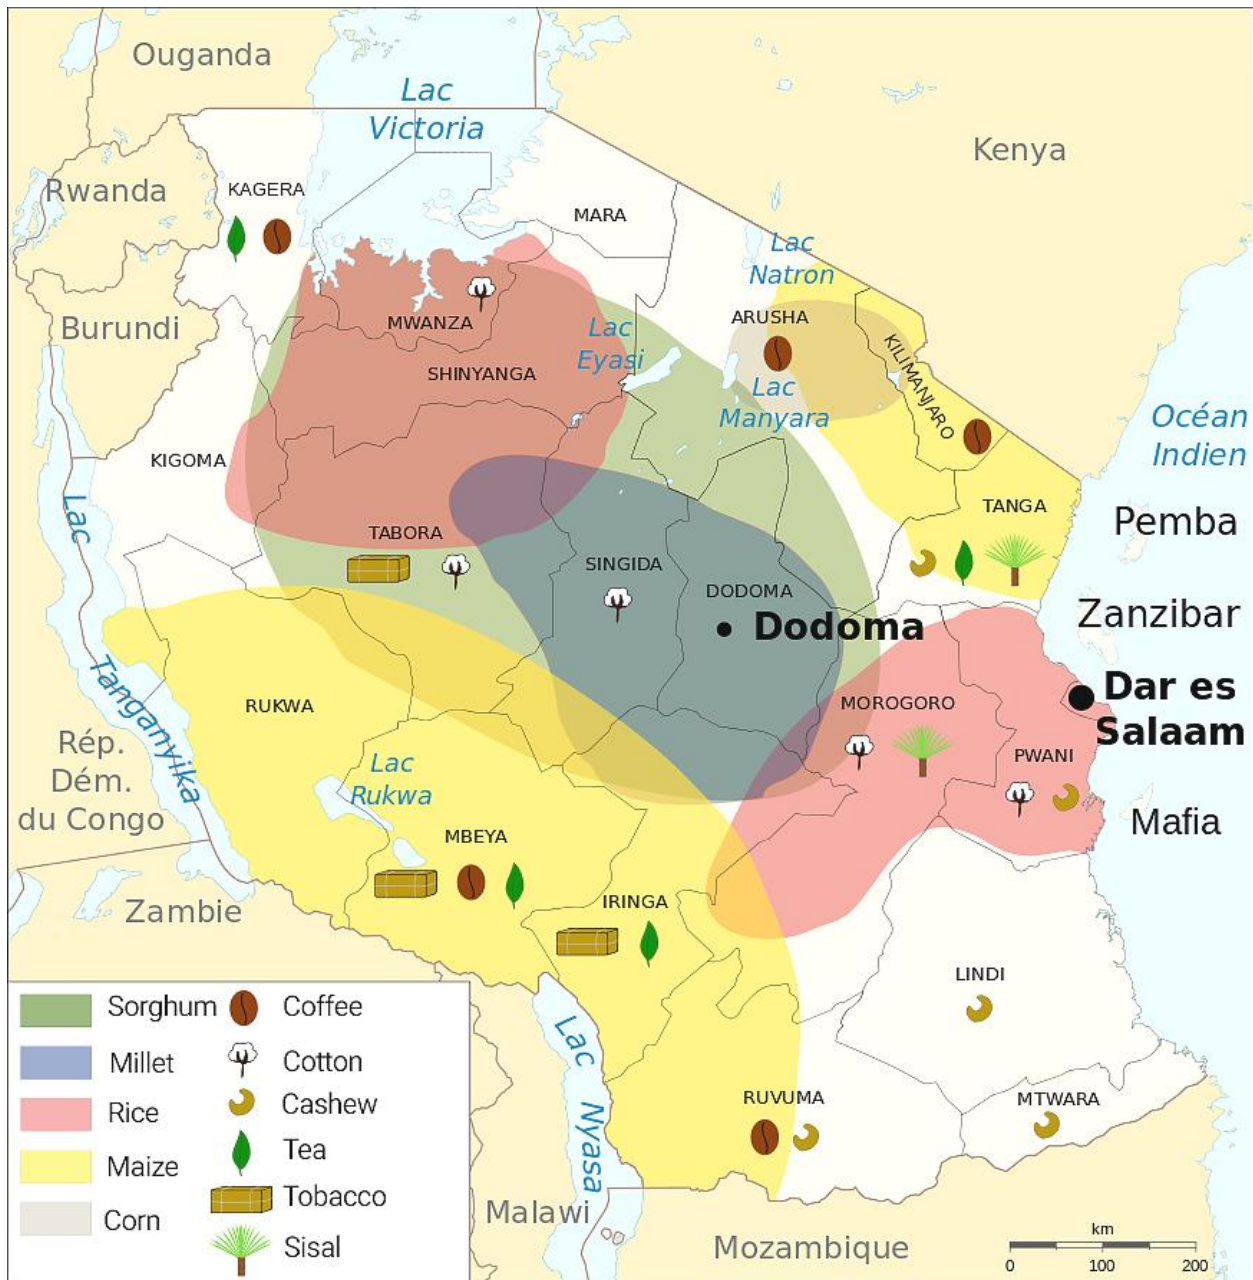 Ouganda
Lac
Victoria
Kenya
Rwanda
KAGERA
MARA
Lac
Natron
Burundi
MWANZA
ARUSHA
Lac
Eyasi
KILIMANJARO
SHINYANGA
Lac
Manyara
Océan
Indien
KIGOMA
Lac
Tanganyika
TANGA
Pemba
TABORA
SINGIDA
DODOMA
Dodoma
Zanzibar
Dar es
Salaam
RUKWA
MOROGORO
PWANI
Rép.
Dém.
du Congo
Lac
Rukwa
Mafia
MBEYA
Zambie
IRINGA
LINDI
Lac
Nyasa
RUVUMA
MTWARA
Malawi
Mozambique
Sorghum
Coffee
Millet
Cotton
Rice
Cashew
Maize
Tea
Corn
Tobacco
Sisal
km
0 100 200